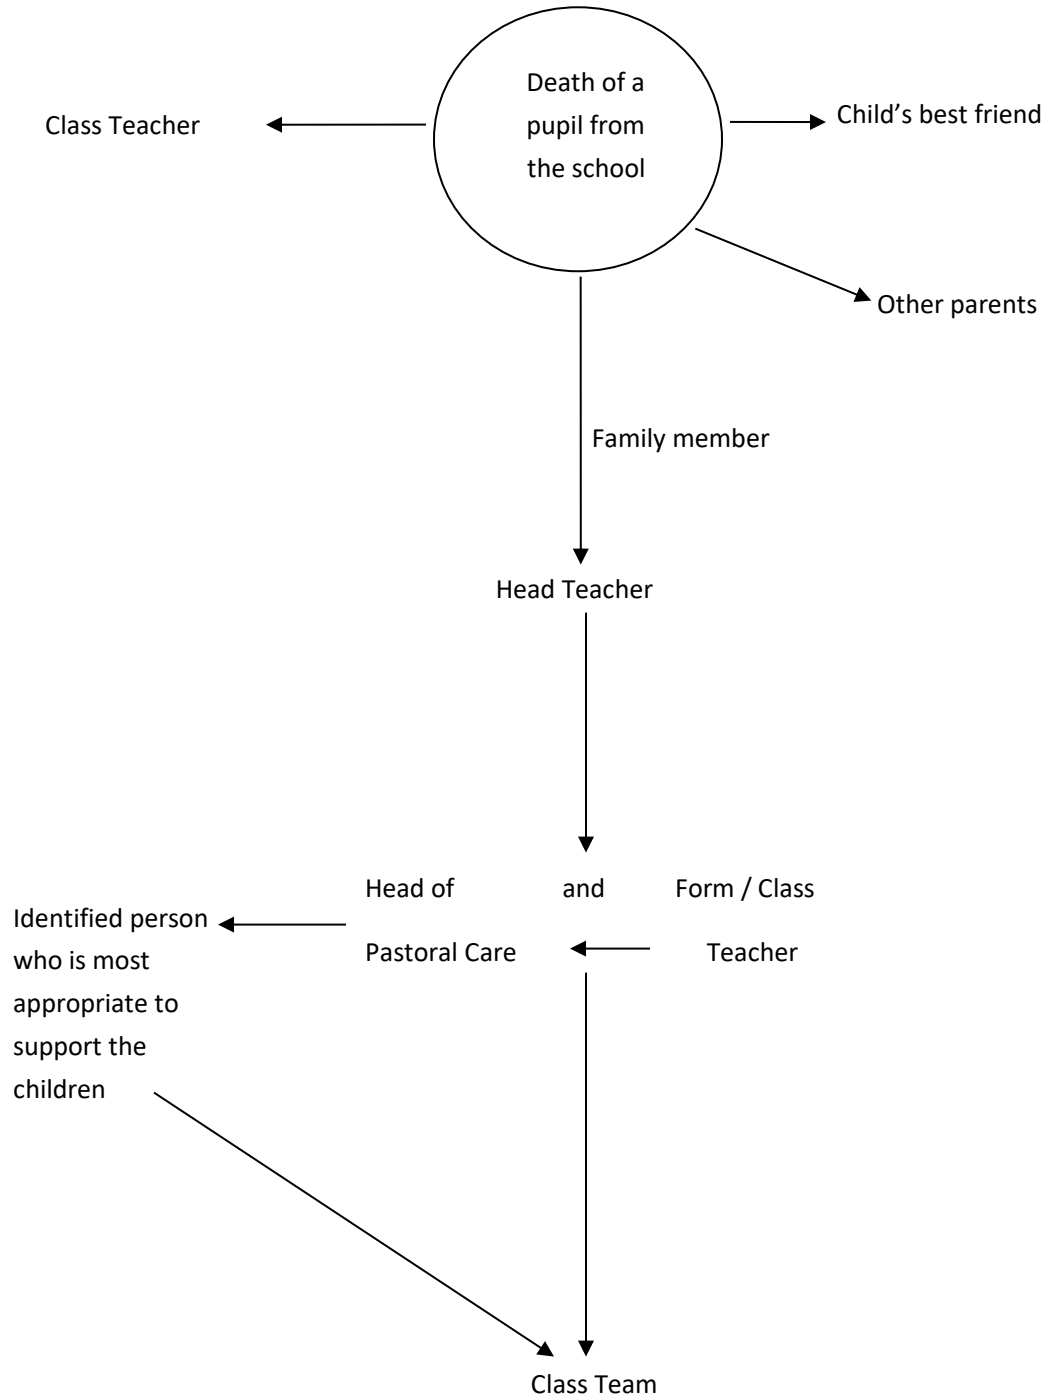 Death of a
pupil from
the school
Class Teacher
Child’s best friend
Other parents
Family member
Head Teacher
Head of and Form / Class
Pastoral Care Teacher
Identified person
who is most
appropriate to
support the
children
Class Team